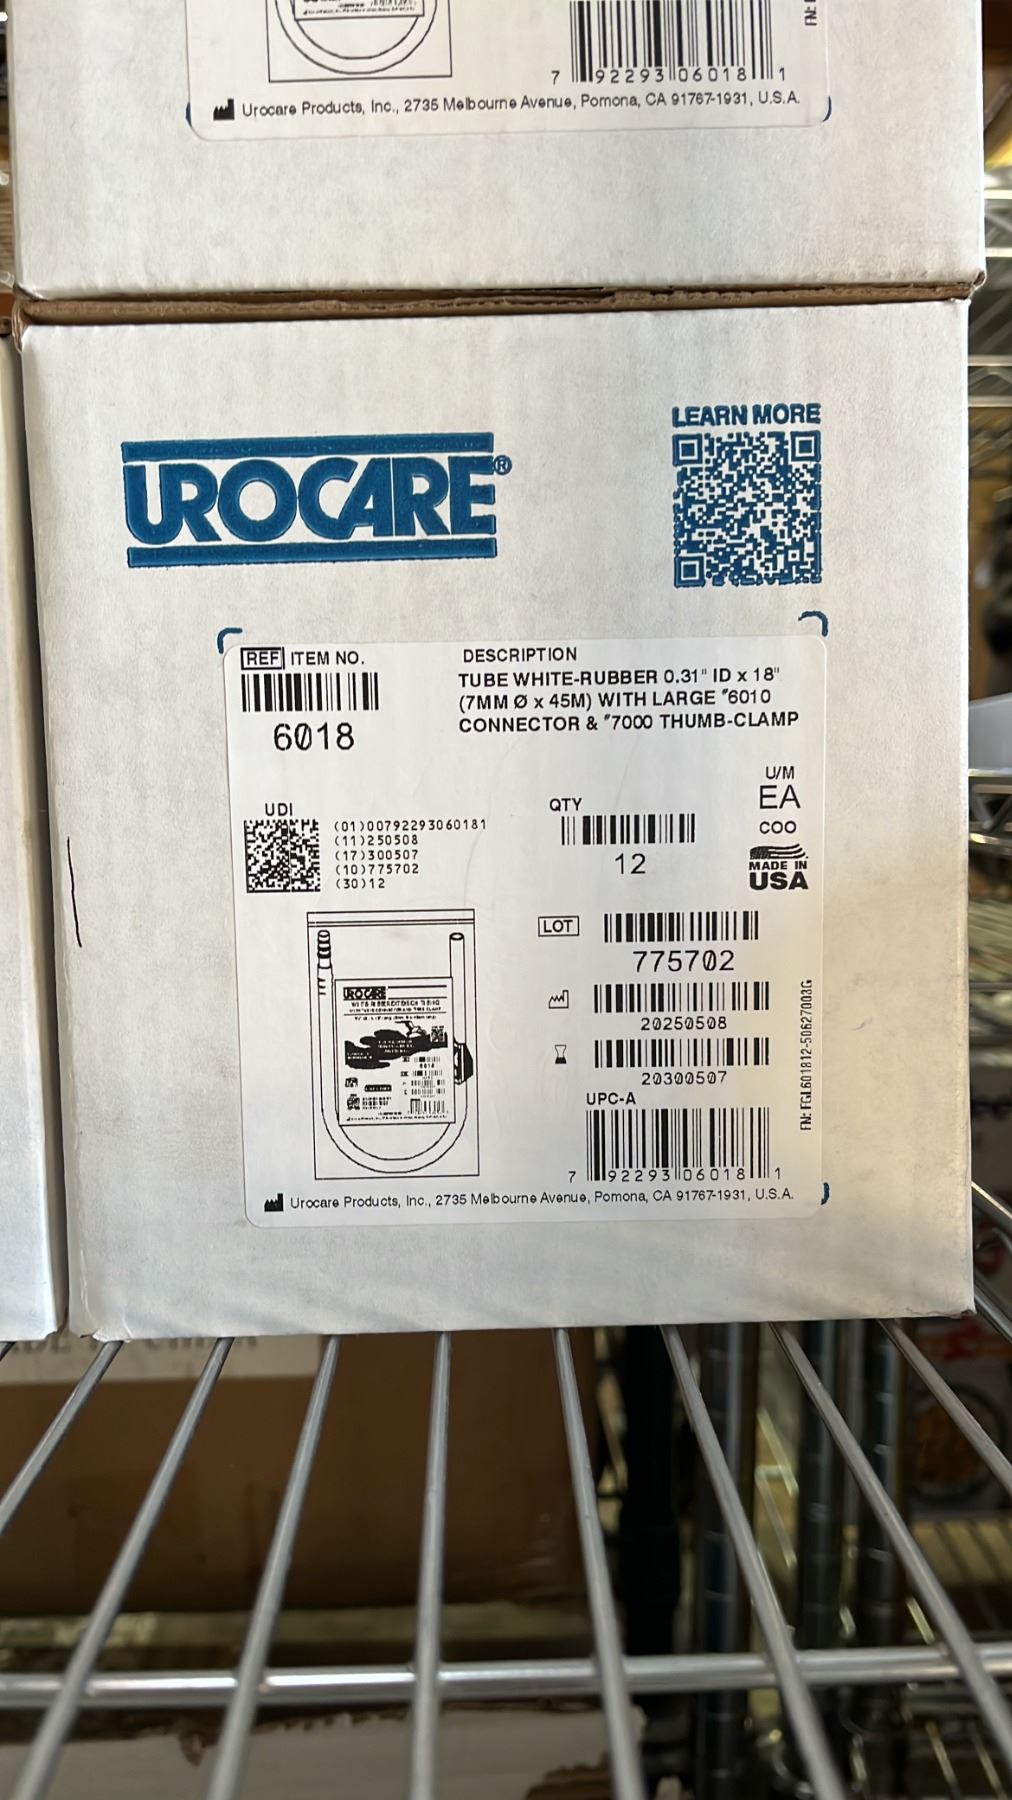 7 92293 06018 1
Urocare Products, Inc., 2735 Melbourne Avenue, Pomona, CA 91767-1931, U.S.A.
FN:
LEARN MORE
UROCARE®
REF ITEM NO.
6018
DESCRIPTION
TUBE WHITE-RUBBER 0.31" ID x 18"
(7MM Ø x 45M) WITH LARGE "6010
CONNECTOR & "7000 THUMB-CLAMP
U/M
EA
COO
MADE IN
USA
UDI
(01)00792293060181
(11)250508
(17)300507
(10)775702
(30)12
QTY
12
LOT
775702
20250508
20300507
UPC-A
7 92293 06018 1
FN: FGL601812-50627003G
UROCARE
6018
Urocare Products, Inc., 2735 Melbourne Avenue, Pomona, CA 91767-1931, U.S.A.